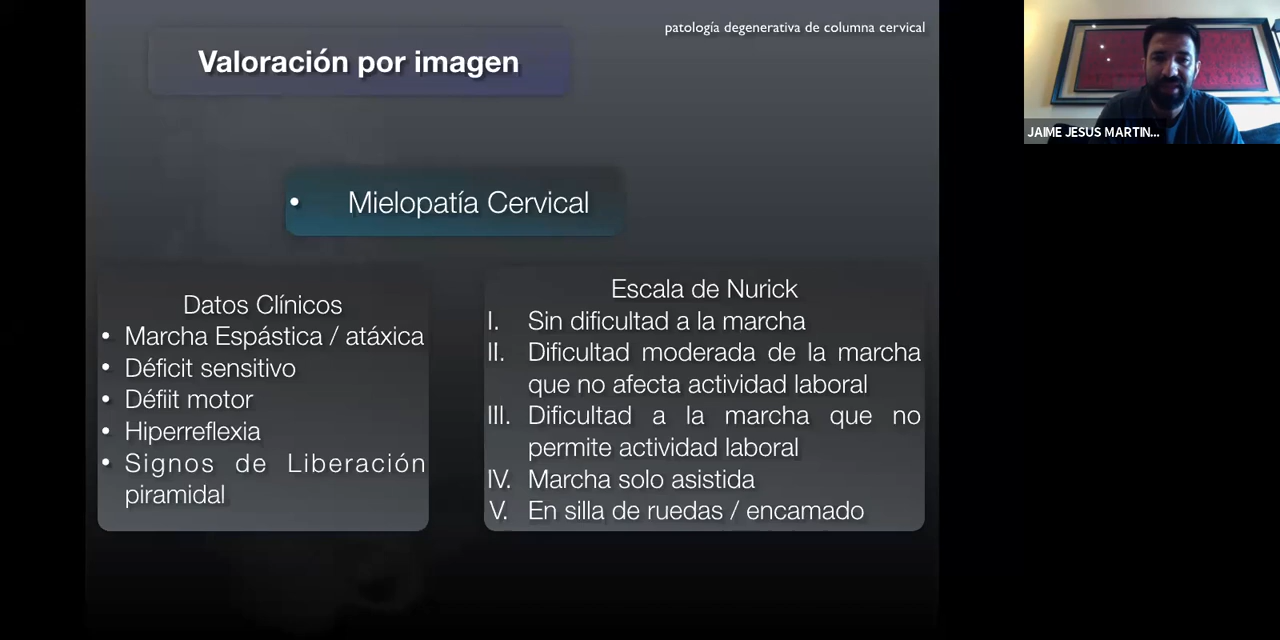 patología degenerativa de columna cervical
Valoración por imagen
JAIME JESUS MARTIN...
• Mielopatía Cervical
Datos Clínicos
• Marcha Espástica / atáxica
• Déficit sensitivo
• Défiit motor
• Hiperreflexia
• Signos de Liberación
piramidal
Escala de Nurick
I. Sin dificultad a la marcha
II. Dificultad moderada de la marcha
que no afecta actividad laboral
III. Dificultad a la marcha que no
permite actividad laboral
IV. Marcha solo asistida
V. En silla de ruedas / encamado